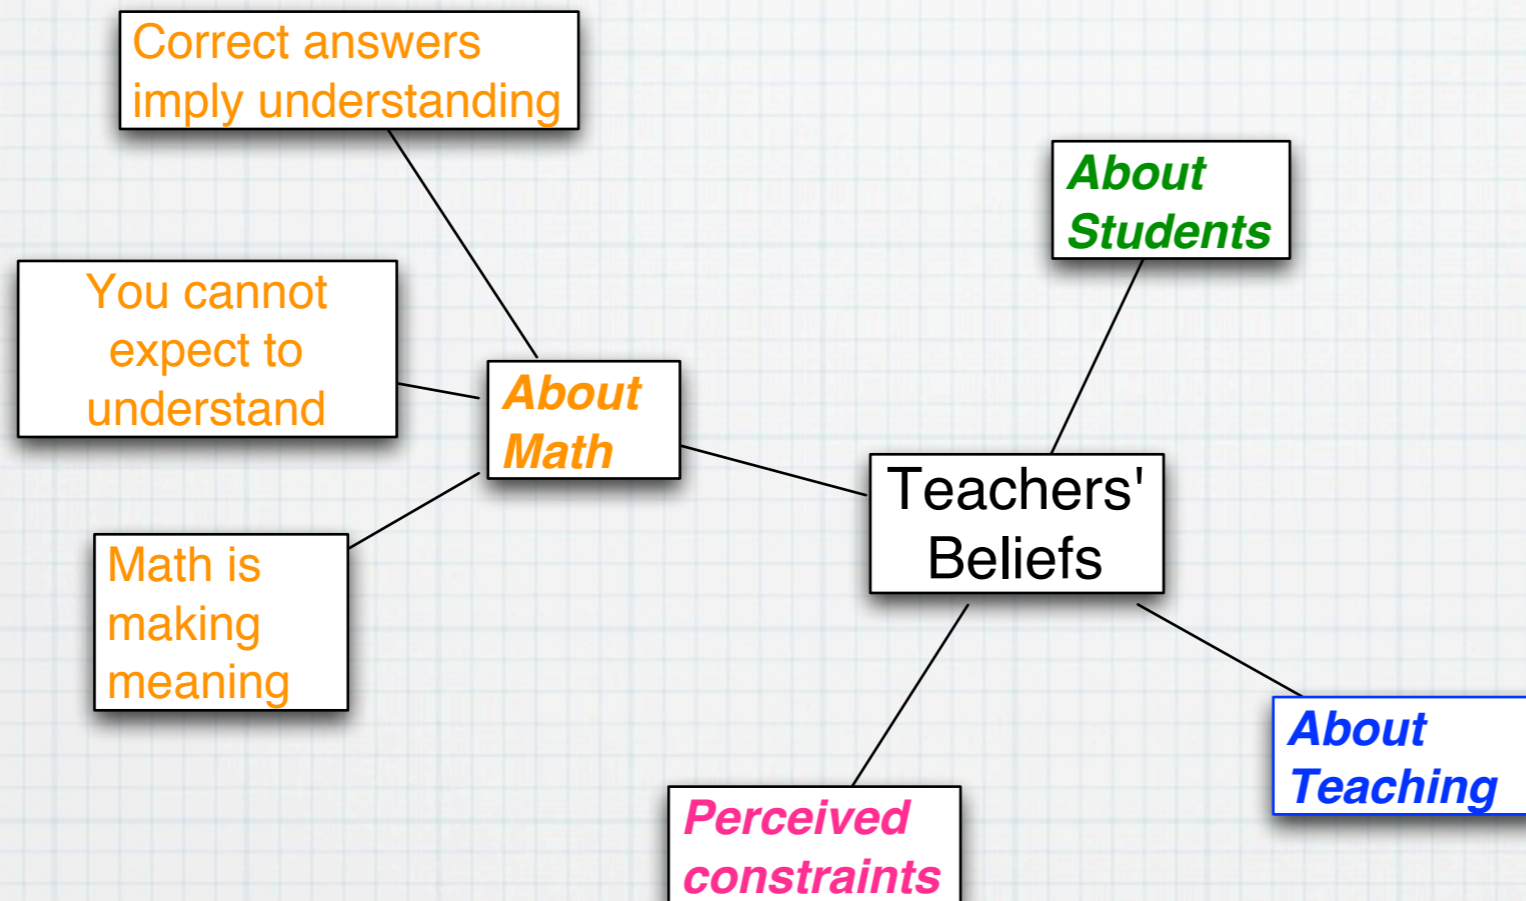 Correct answers
imply understanding
About
Students
You cannot
expect to
understand
About
Math
Teachers'
Beliefs
Math is
making
meaning
About
Teaching
Perceived
constraints